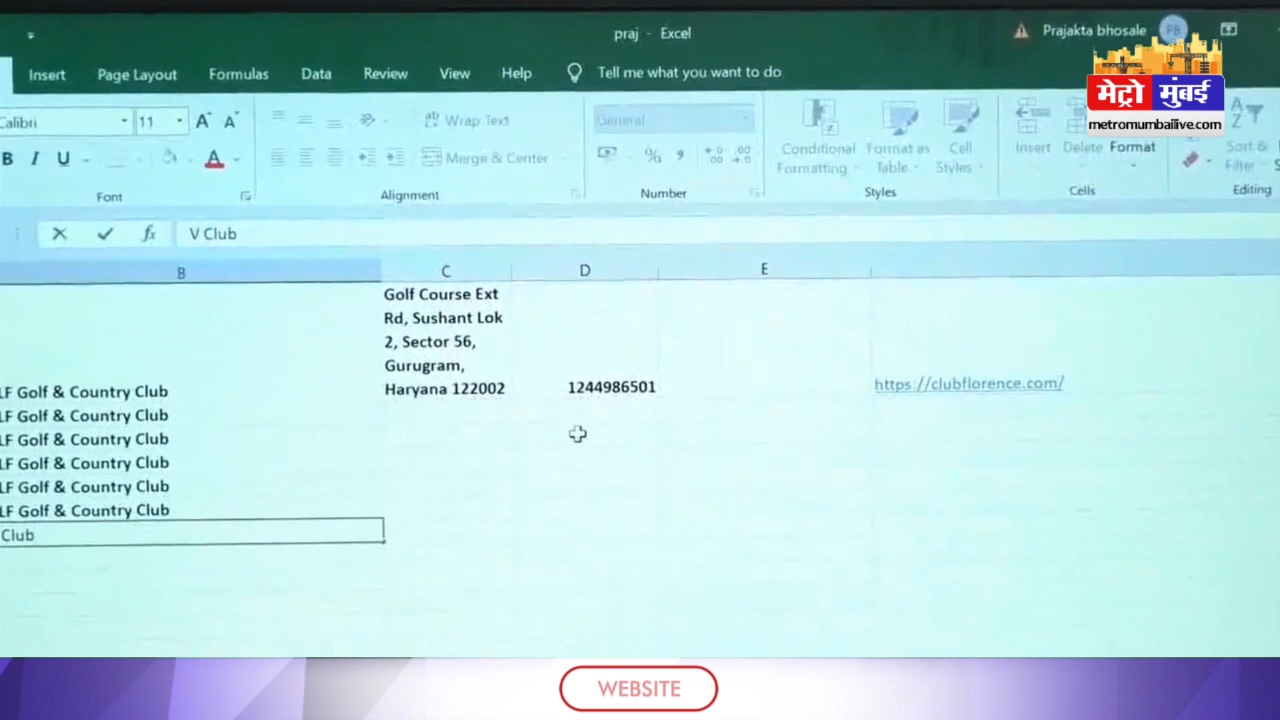 praj - Excel
Prajakta bhosale PB
Insert Page Layout Formulas Data Review View Help Tell me what you want to do
मेट्रो मुंबई
metromumbailive.com
Calibri 11 A A Wrap Text General Conditional Formatting Format as Table Cell Styles Insert Delete Format Sort & Filter
B I U A Merge & Center % ,
Font Alignment Number Styles Cells Editing
fx V Club
B C D E
Golf Course Ext
Rd, Sushant Lok
2, Sector 56,
Gurugram,
LF Golf & Country Club Haryana 122002 1244986501 https://clubflorence.com/
LF Golf & Country Club
LF Golf & Country Club
LF Golf & Country Club
LF Golf & Country Club
LF Golf & Country Club
Club
WEBSITE